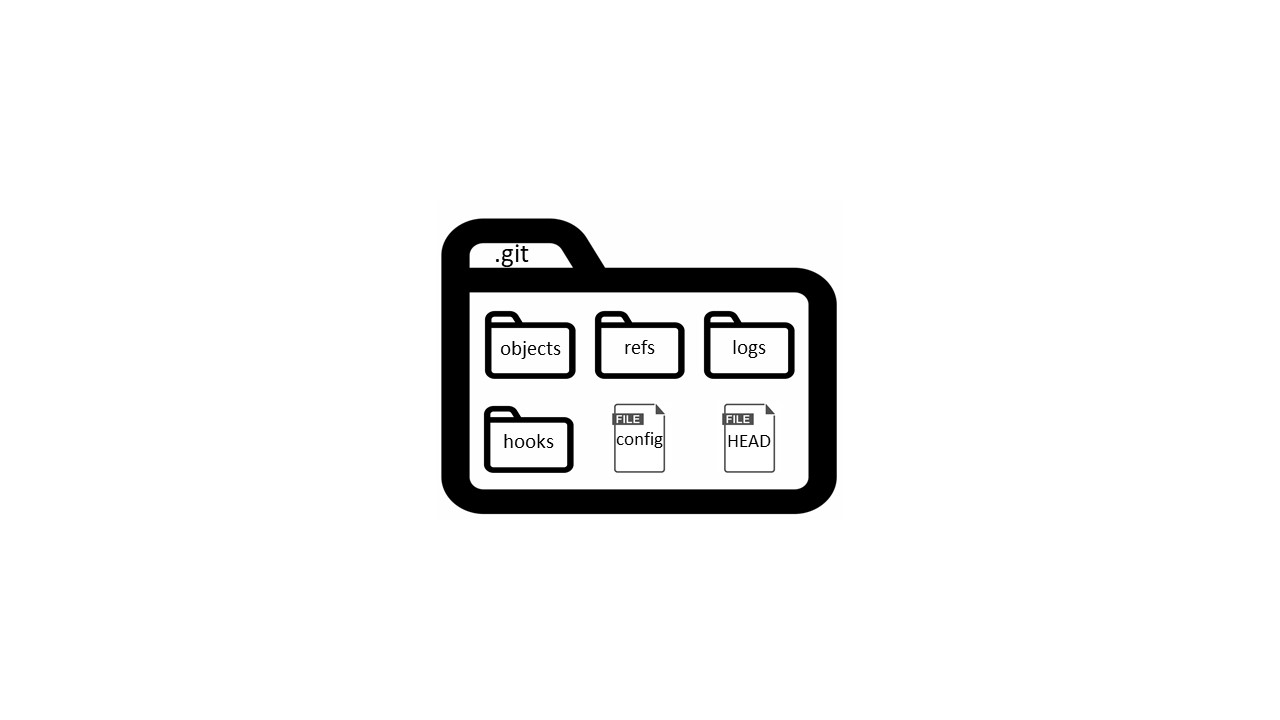 .git
objects
refs
logs
hooks
FILE
config
FILE
HEAD